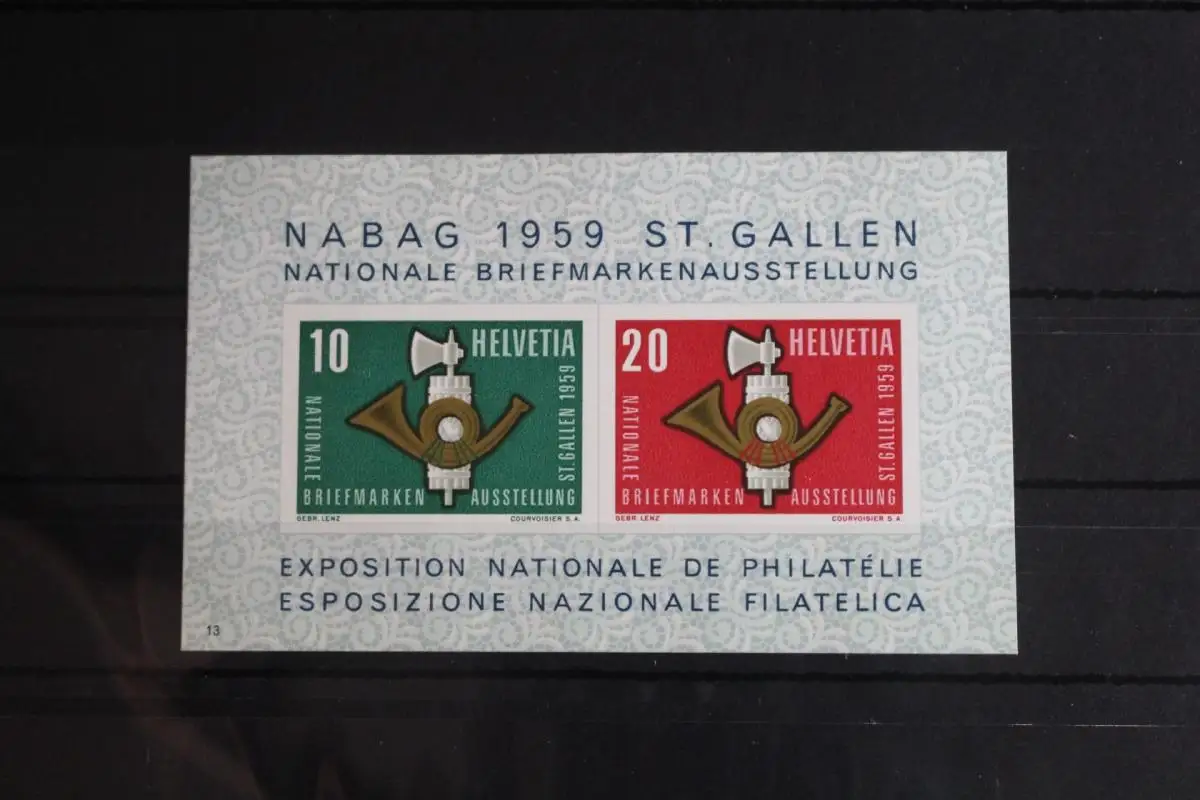 NABAG 1959 ST. GALLEN
NATIONALE BRIEFMARKENAUSSTELLUNG
10 HELVETIA
NATIONALE
BRIEFMARKEN AUSSTELLUNG
ST. GALLEN 1959
GEBR. LENZ COURVOISIER S.A.
20 HELVETIA
NATIONALE
BRIEFMARKEN AUSSTELLUNG
ST. GALLEN 1959
GEBR. LENZ COURVOISIER S.A.
EXPOSITION NATIONALE DE PHILATÉLIE
ESPOSIZIONE NAZIONALE FILATELICA
13